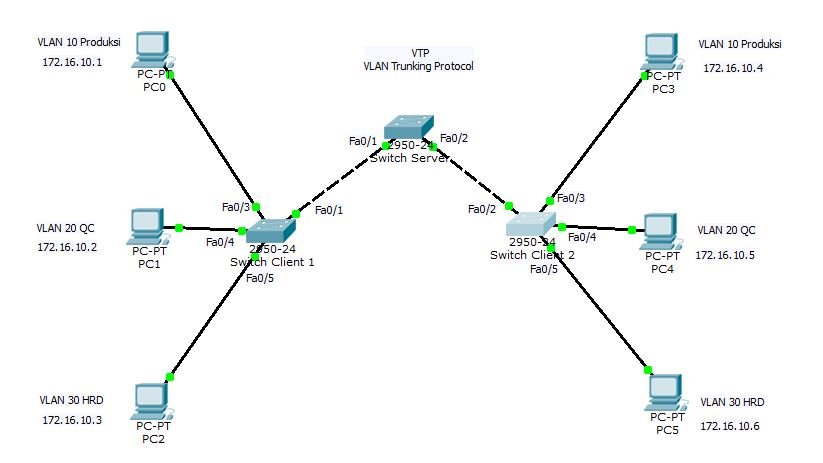 VTP
VLAN Trunking Protocol
VLAN 10 Produksi
172.16.10.1
PC-PT
PC0
VLAN 10 Produksi
172.16.10.4
PC-PT
PC3
Fa0/1
Fa0/2
2950-24
Switch Server
Fa0/3
Fa0/1
Fa0/4
2950-24
Switch Client 1
Fa0/5
Fa0/2
Fa0/3
Fa0/4
2950-24
Switch Client 2
Fa0/5
VLAN 20 QC
172.16.10.2
PC-PT
PC1
VLAN 20 QC
172.16.10.5
PC-PT
PC4
VLAN 30 HRD
172.16.10.3
PC-PT
PC2
VLAN 30 HRD
172.16.10.6
PC-PT
PC5